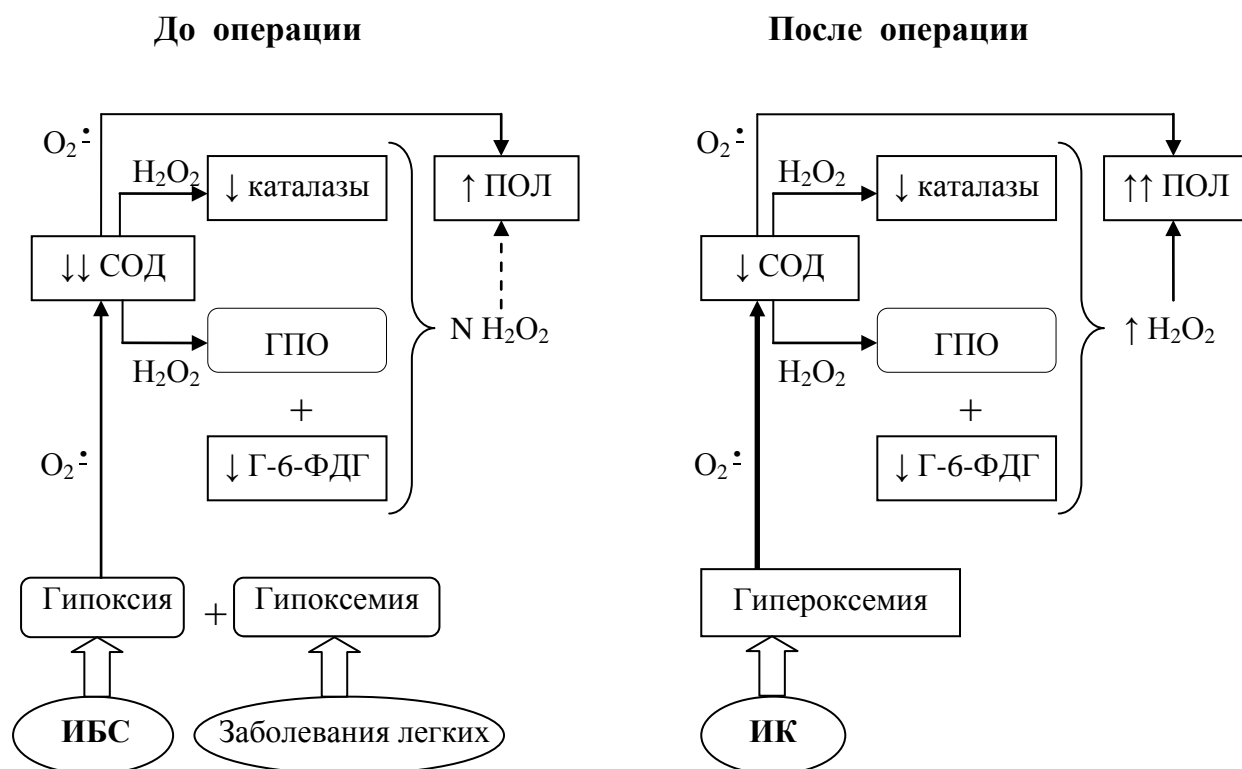 До операции
O₂∸
H₂O₂
↓ каталазы
↑ ПОЛ
↓↓ СОД
ГПО
N H₂O₂
H₂O₂
+
O₂∸
↓ Г-6-ФДГ
Гипоксия
+
Гипоксемия
ИБС
Заболевания легких
После операции
O₂∸
H₂O₂
↓ каталазы
↑↑ ПОЛ
↓ СОД
ГПО
↑ H₂O₂
H₂O₂
+
O₂∸
↓ Г-6-ФДГ
Гипероксемия
ИК